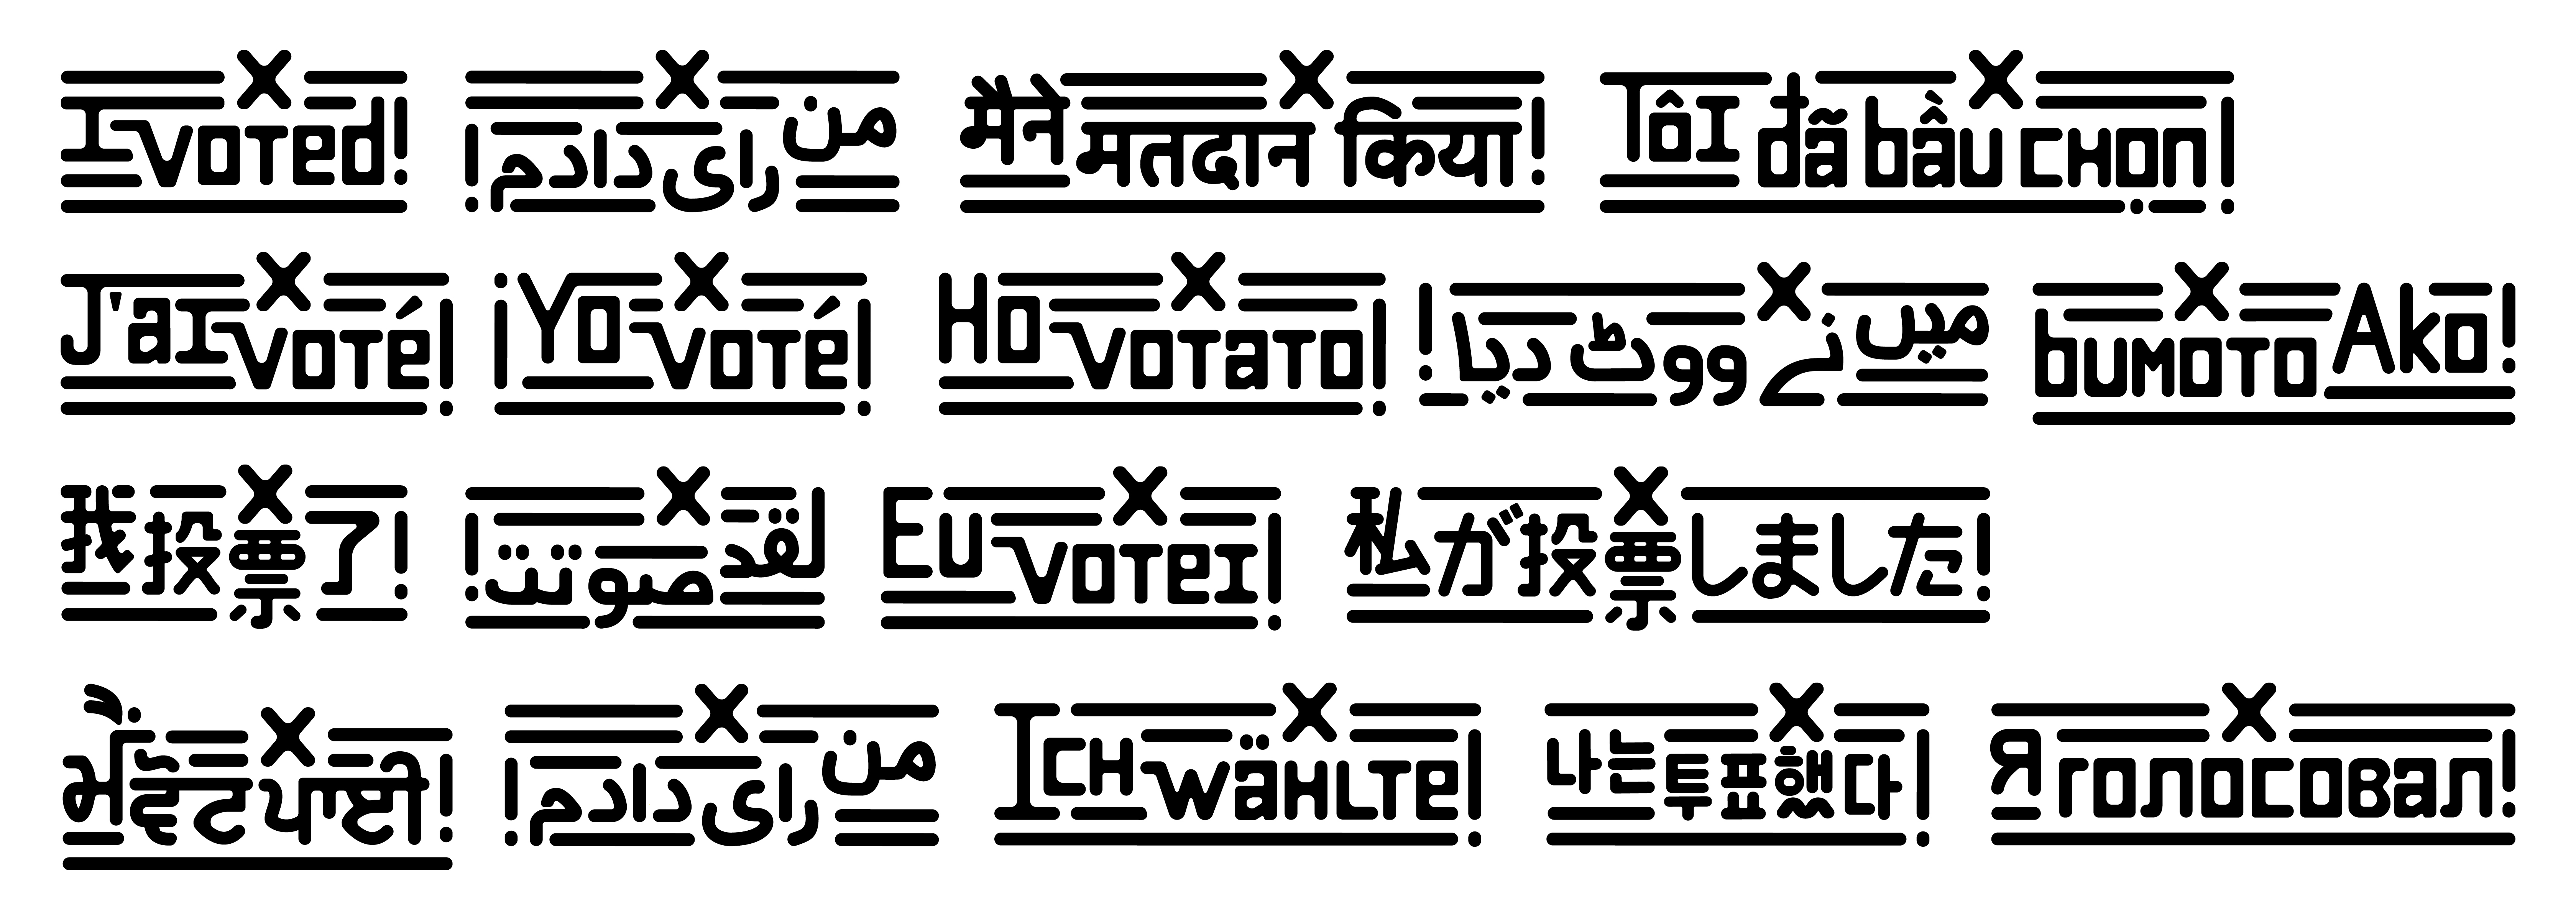 I voted!
من رای دادم!
मैने मतदान किया!
Tôi đã bầu chọn!
J'ai voté!
¡Yo voté!
Ho votato!
میں نے ووٹ دیا!
bumoto Ako!
我投票了!
لقد صوتت!
Eu votei!
私が投票しました!
ਮੈਂ ਵੋਟ ਪਾਈ!
من رای دادم!
Ich wählte!
나는 투표했다!
Я голосовал!